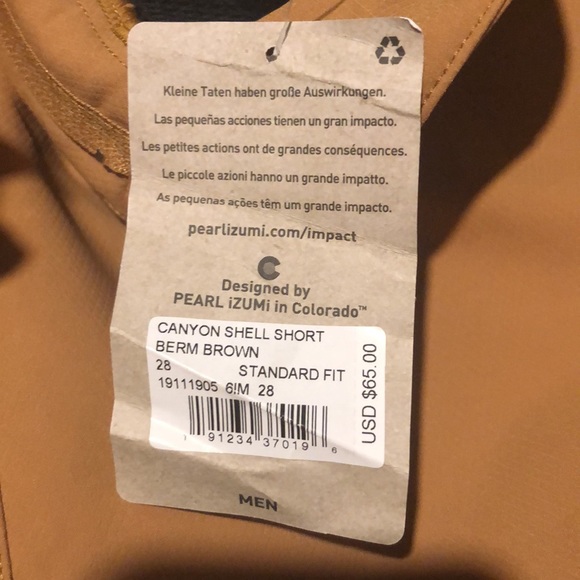 Kleine Taten haben große Auswirkungen.
Las pequeñas acciones tienen un gran impacto.
Les petites actions ont de grandes conséquences.
Le piccole azioni hanno un grande impatto.
As pequenas ações têm um grande impacto.
pearlizumi.com/impact
Designed by
PEARL iZUMi in Colorado™
CANYON SHELL SHORT
BERM BROWN
28 STANDARD FIT
19111905 6!M 28
USD $65.00
1 91234 37019 6
MEN